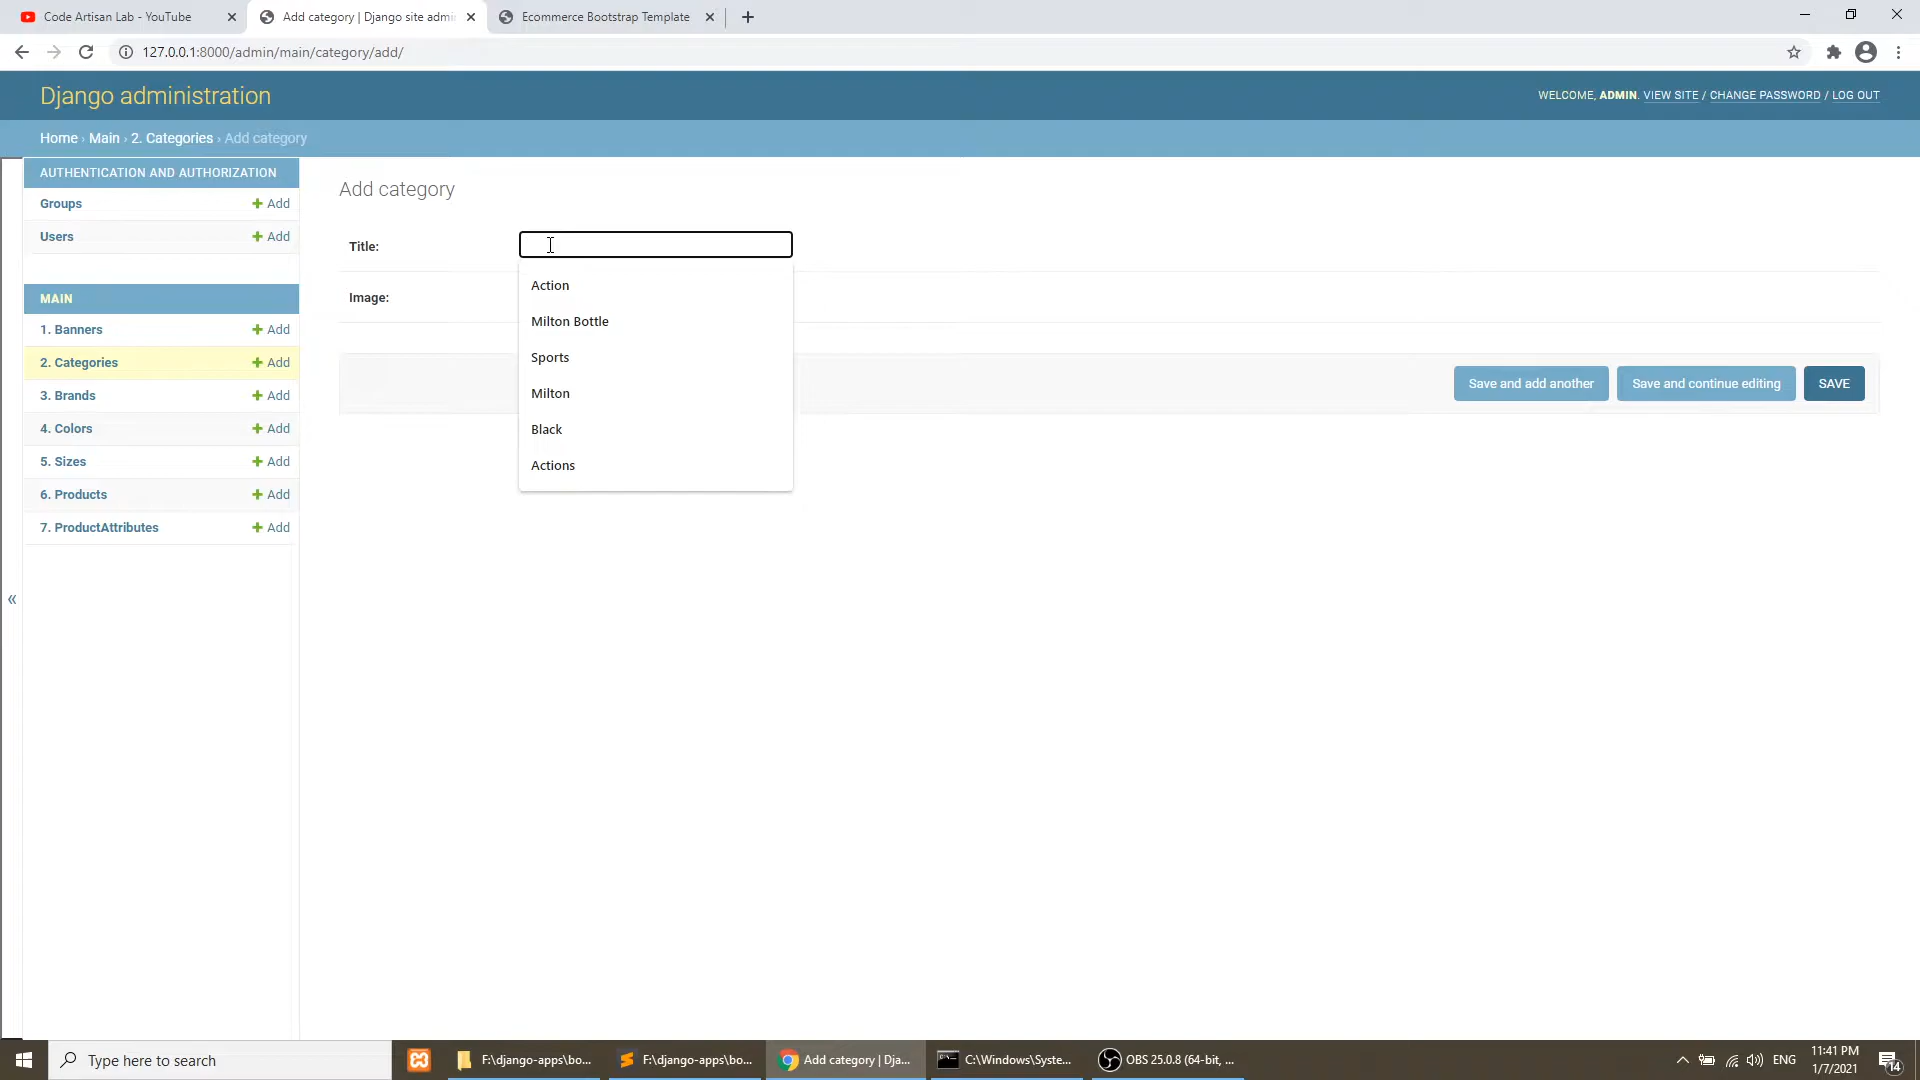 Code Artisan Lab - YouTube
Add category | Django site admi
Ecommerce Bootstrap Template
127.0.0.1:8000/admin/main/category/add/
Django administration
WELCOME, ADMIN. VIEW SITE / CHANGE PASSWORD / LOG OUT
Home › Main › 2. Categories › Add category
AUTHENTICATION AND AUTHORIZATION
Groups + Add
Users + Add
MAIN
1. Banners + Add
2. Categories + Add
3. Brands + Add
4. Colors + Add
5. Sizes + Add
6. Products + Add
7. ProductAttributes + Add
«
Add category
Title:
Image:
Action
Milton Bottle
Sports
Milton
Black
Actions
Save and add another
Save and continue editing
SAVE
Type here to search
F:\django-apps\bo...
F:\django-apps\bo...
Add category | Dja...
C:\Windows\Syste...
OBS 25.0.8 (64-bit, ...
ENG
11:41 PM
1/7/2021
14